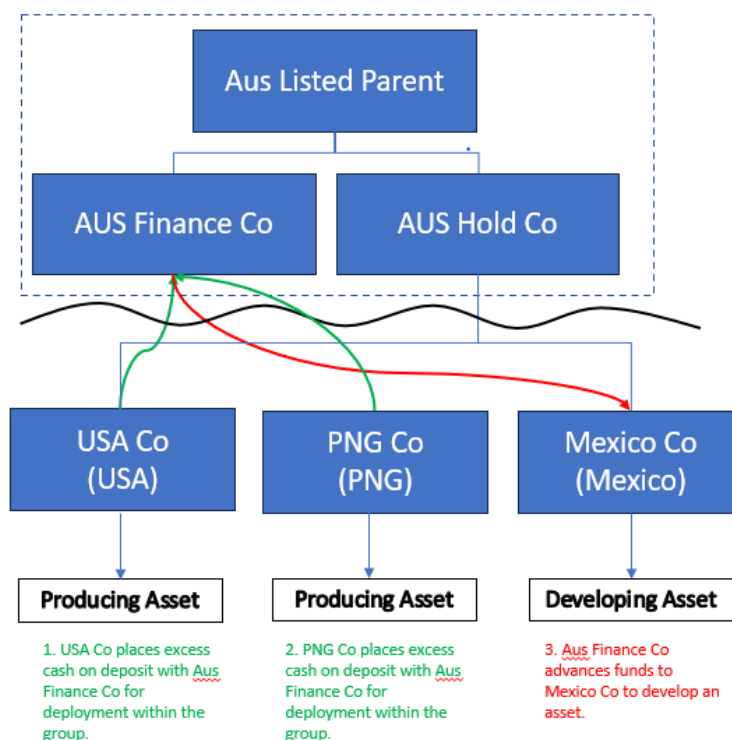 Aus Listed Parent
AUS Finance Co
AUS Hold Co
USA Co
(USA)
PNG Co
(PNG)
Mexico Co
(Mexico)
Producing Asset
Producing Asset
Developing Asset
1. USA Co places excess
cash on deposit with Aus
Finance Co for
deployment within the
group.
2. PNG Co places excess
cash on deposit with Aus
Finance Co for
deployment within the
group.
3. Aus Finance Co
advances funds to
Mexico Co to develop an
asset.